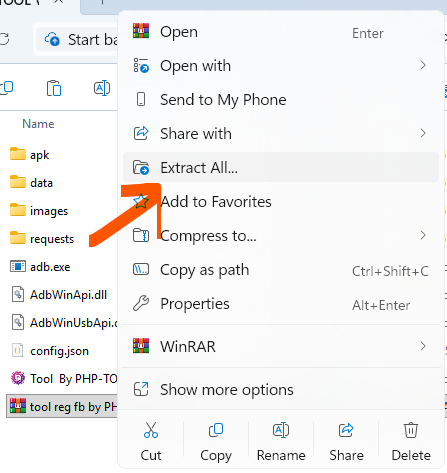 Open
Enter
Start ba
Open with
Send to My Phone
Name
Share with
apk
Extract All...
data
images
Add to Favorites
requests
Compress to...
adb.exe
Copy as path
Ctrl+Shift+C
AdbWinApi.dll
Properties
Alt+Enter
AdbWinUsbApi.d
config.json
WinRAR
Tool By PHP-TO
Show more options
tool reg fb by PH
Cut
Copy
Rename
Share
Delete